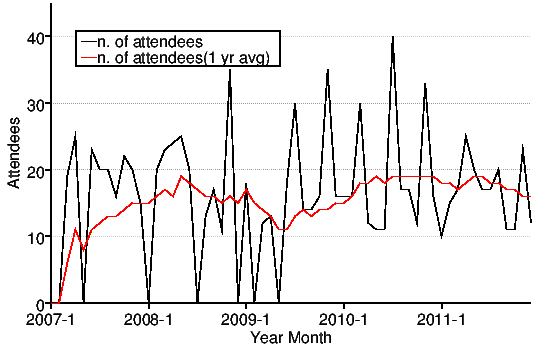 40
n. of attendees
n. of attendees(1 yr avg)
30
Attendees
20
10
0
2007-1 2008-1 2009-1 2010-1 2011-1
Year Month